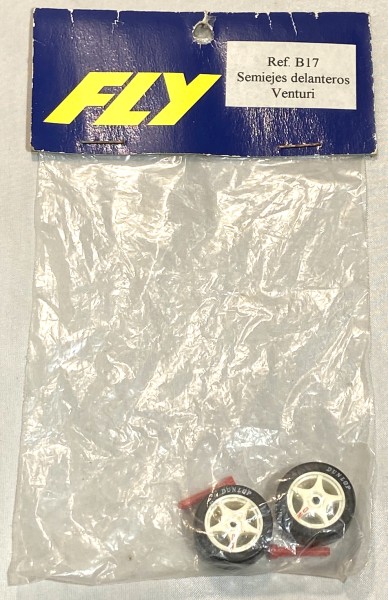 FLY
Ref. B17
Semiejes delanteros
Venturi
DUNLOP
DUNLOP